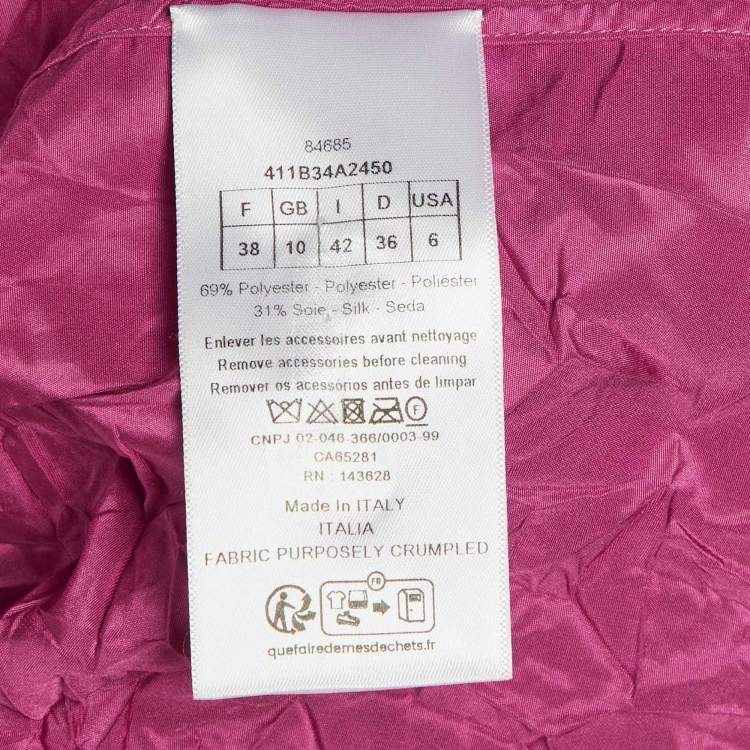 84685
411B34A2450
F GB I D USA
38 10 42 36 6
69% Polyester - Polyester - Poliéster
31% Soie - Silk - Seda
Enlever les accessoires avant nettoyage
Remove accessories before cleaning
Remover os acessórios antes de limpar
F
CNPJ 02-046-366/0003-99
CA65281
RN : 143628
Made In ITALY
ITALIA
FABRIC PURPOSELY CRUMPLED
FR
quefairedemesdechets.fr